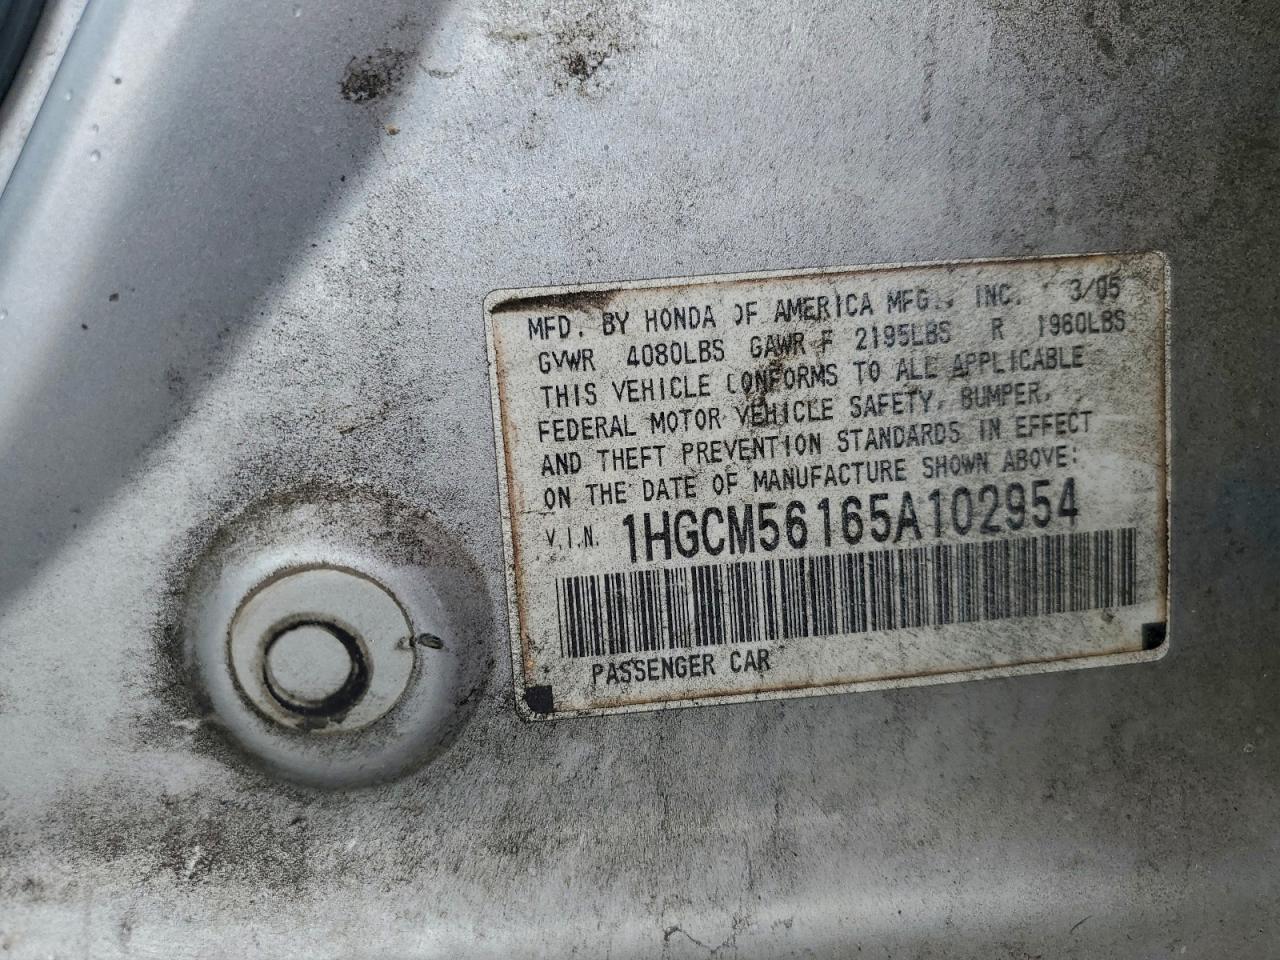 MFD. BY HONDA OF AMERICA MFG., INC. 3/05
GVWR 4080LBS GAWR F 2195LBS R 1960LBS
THIS VEHICLE CONFORMS TO ALL APPLICABLE
FEDERAL MOTOR VEHICLE SAFETY, BUMPER,
AND THEFT PREVENTION STANDARDS IN EFFECT
ON THE DATE OF MANUFACTURE SHOWN ABOVE:
V.I.N. 1HGCM56165A102954
PASSENGER CAR